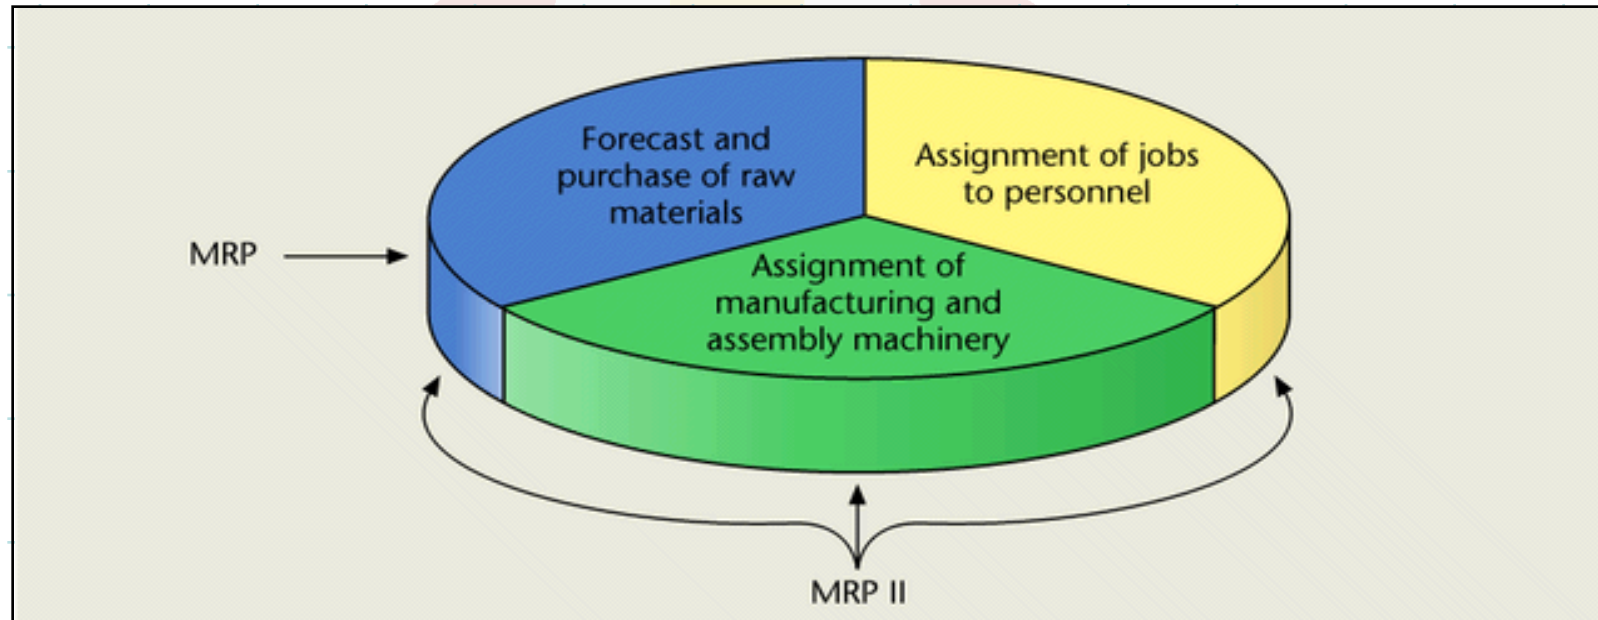 Forecast and
purchase of raw
materials
Assignment of jobs
to personnel
MRP
Assignment of
manufacturing and
assembly machinery
MRP II